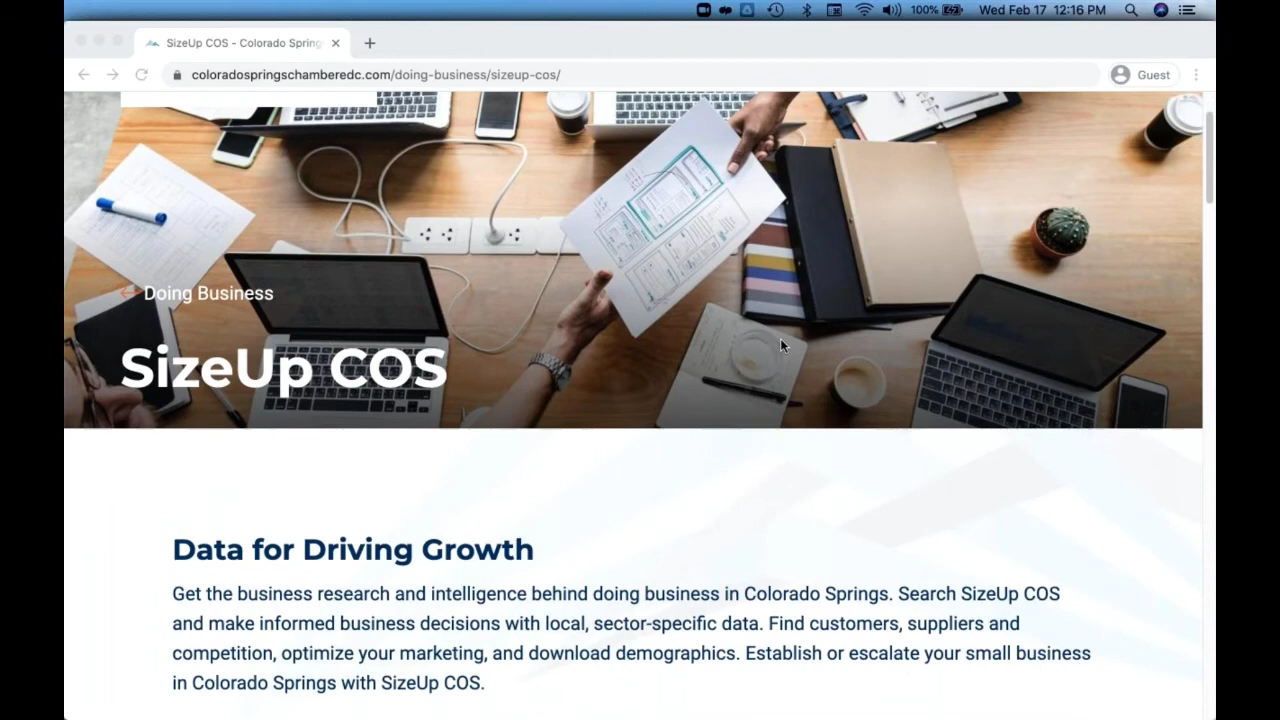 100%
Wed Feb 17 12:16 PM
SizeUp COS - Colorado Spring
coloradospringschamberedc.com/doing-business/sizeup-cos/
Guest
Doing Business
SizeUp COS
Data for Driving Growth
Get the business research and intelligence behind doing business in Colorado Springs. Search SizeUp COS
and make informed business decisions with local, sector-specific data. Find customers, suppliers and
competition, optimize your marketing, and download demographics. Establish or escalate your small business
in Colorado Springs with SizeUp COS.